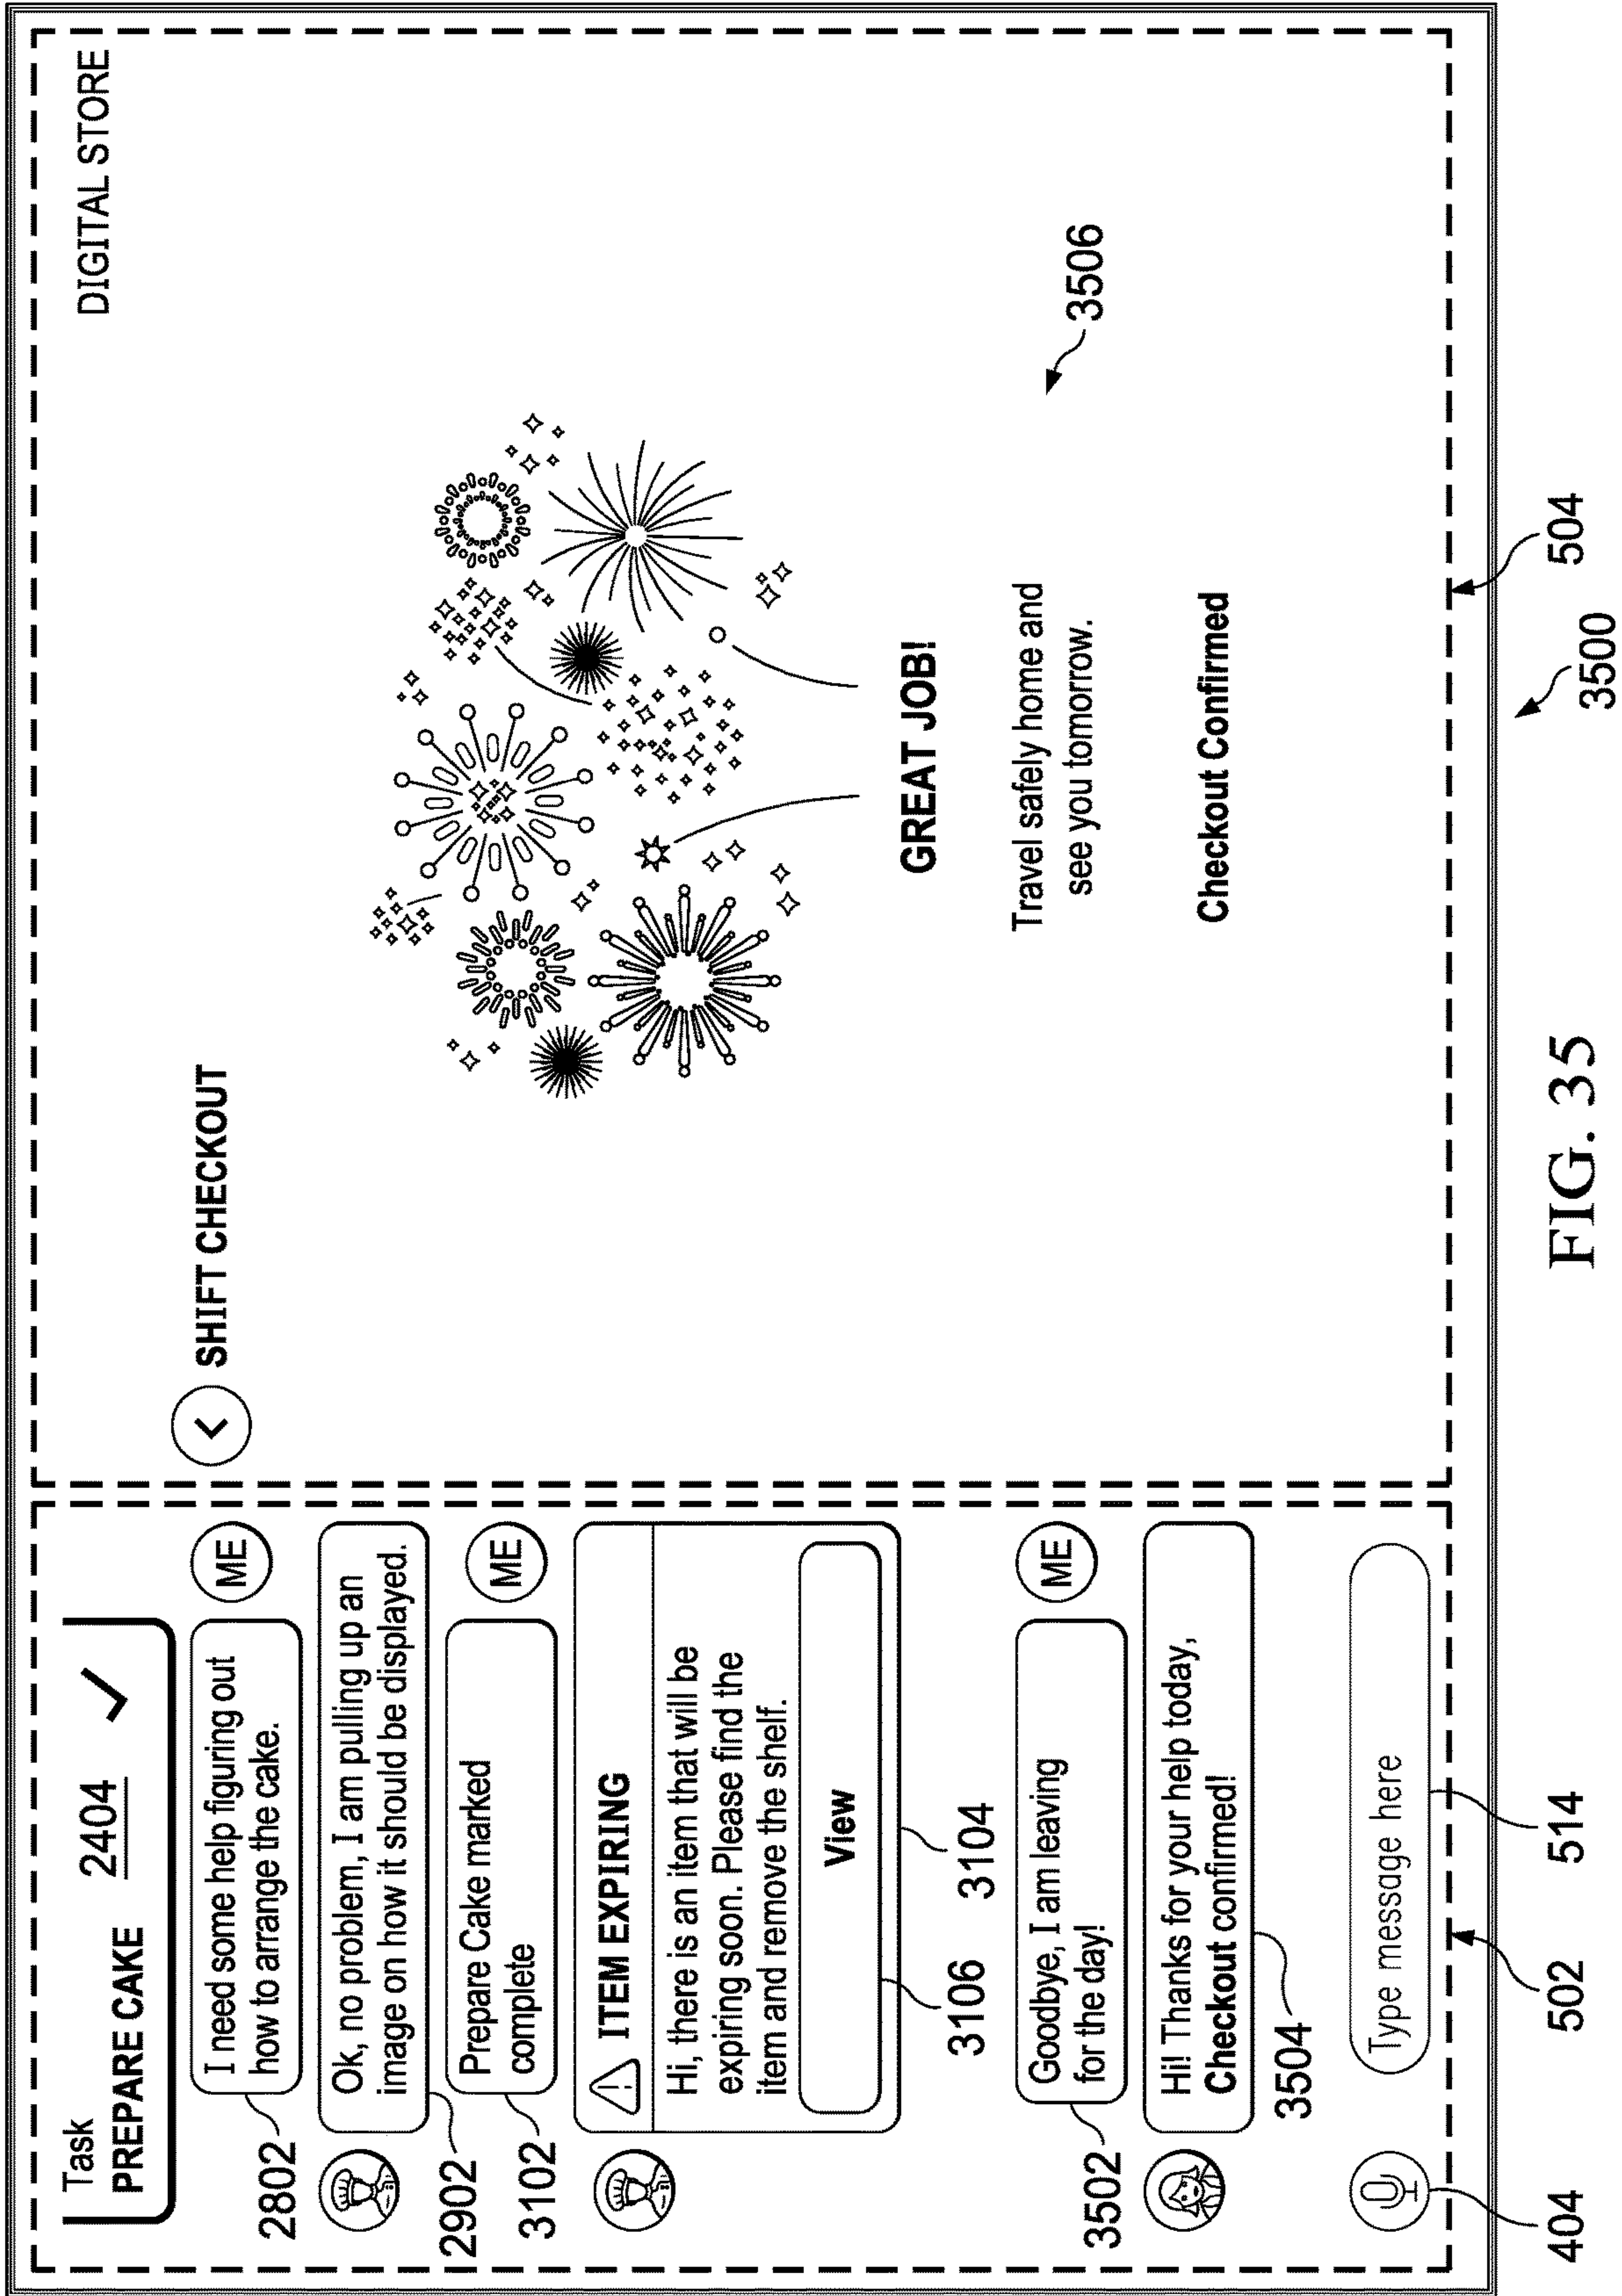 Task
PREPARE CAKE 2404
I need some help figuring out
how to arrange the cake.
ME
2802
Ok, no problem, I am pulling up an
image on how it should be displayed.
2902
Prepare Cake marked
complete
ME
3102
ITEM EXPIRING
Hi, there is an item that will be
expiring soon. Please find the
item and remove the shelf.
View
3106
3104
Goodbye, I am leaving
for the day!
ME
3502
Hi! Thanks for your help today,
Checkout confirmed!
3504
Type message here
404
502
514
DIGITAL STORE
SHIFT CHECKOUT
GREAT JOB!
Travel safely home and
see you tomorrow.
Checkout Confirmed
3506
504
3500
FIG. 35